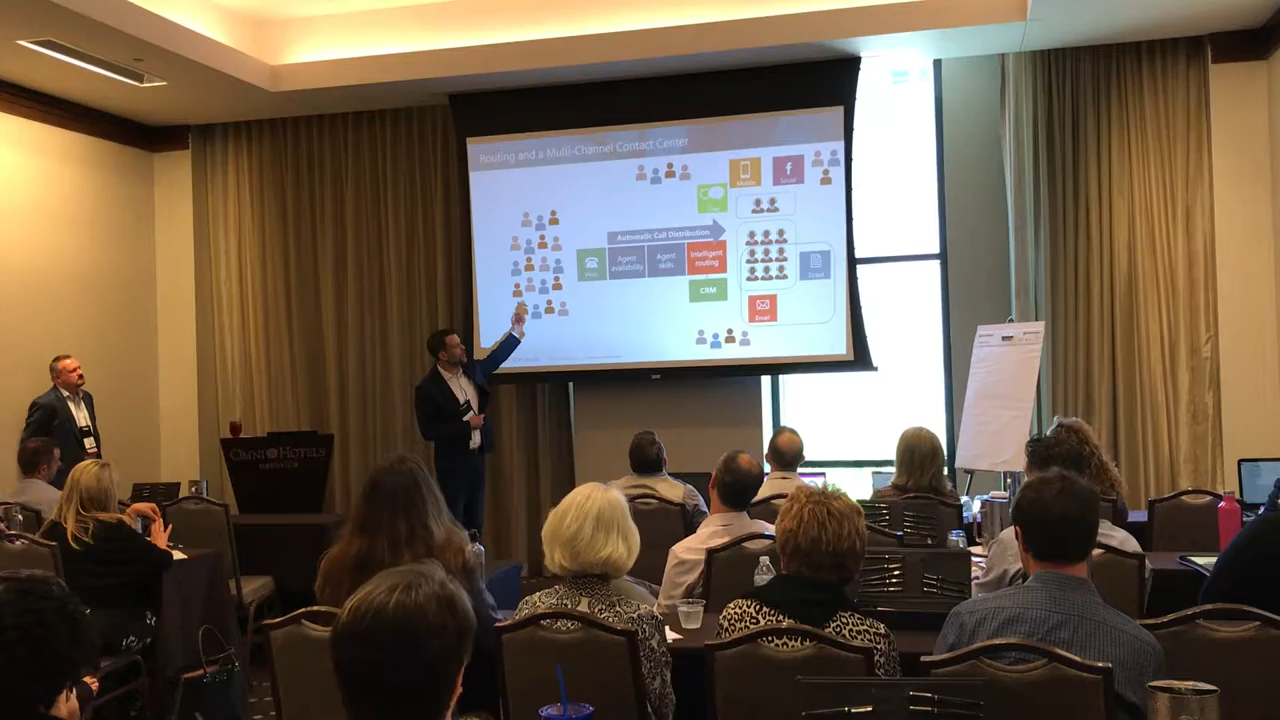 Routing and a Multi-Channel Contact Center
Mobile
Social
Chat
Automatic Call Distribution
Voice
Agent
availability
Agent
skills
Intelligent
routing
CRM
Email
OMNI HOTELS